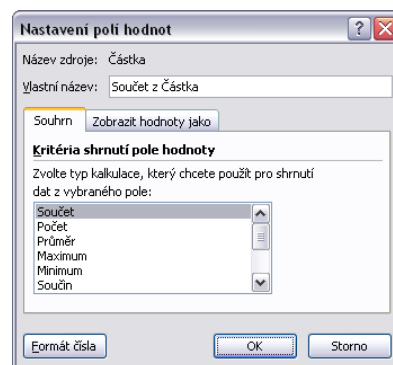 Nastavení polí hodnot
Název zdroje: Částka
Vlastní název: Součet z Částka
Souhrn Zobrazit hodnoty jako
Kritéria shrnutí pole hodnoty
Zvolte typ kalkulace, který chcete použít pro shrnutí
dat z vybraného pole:
Součet
Počet
Průměr
Maximum
Minimum
Součin
Formát čísla OK Storno